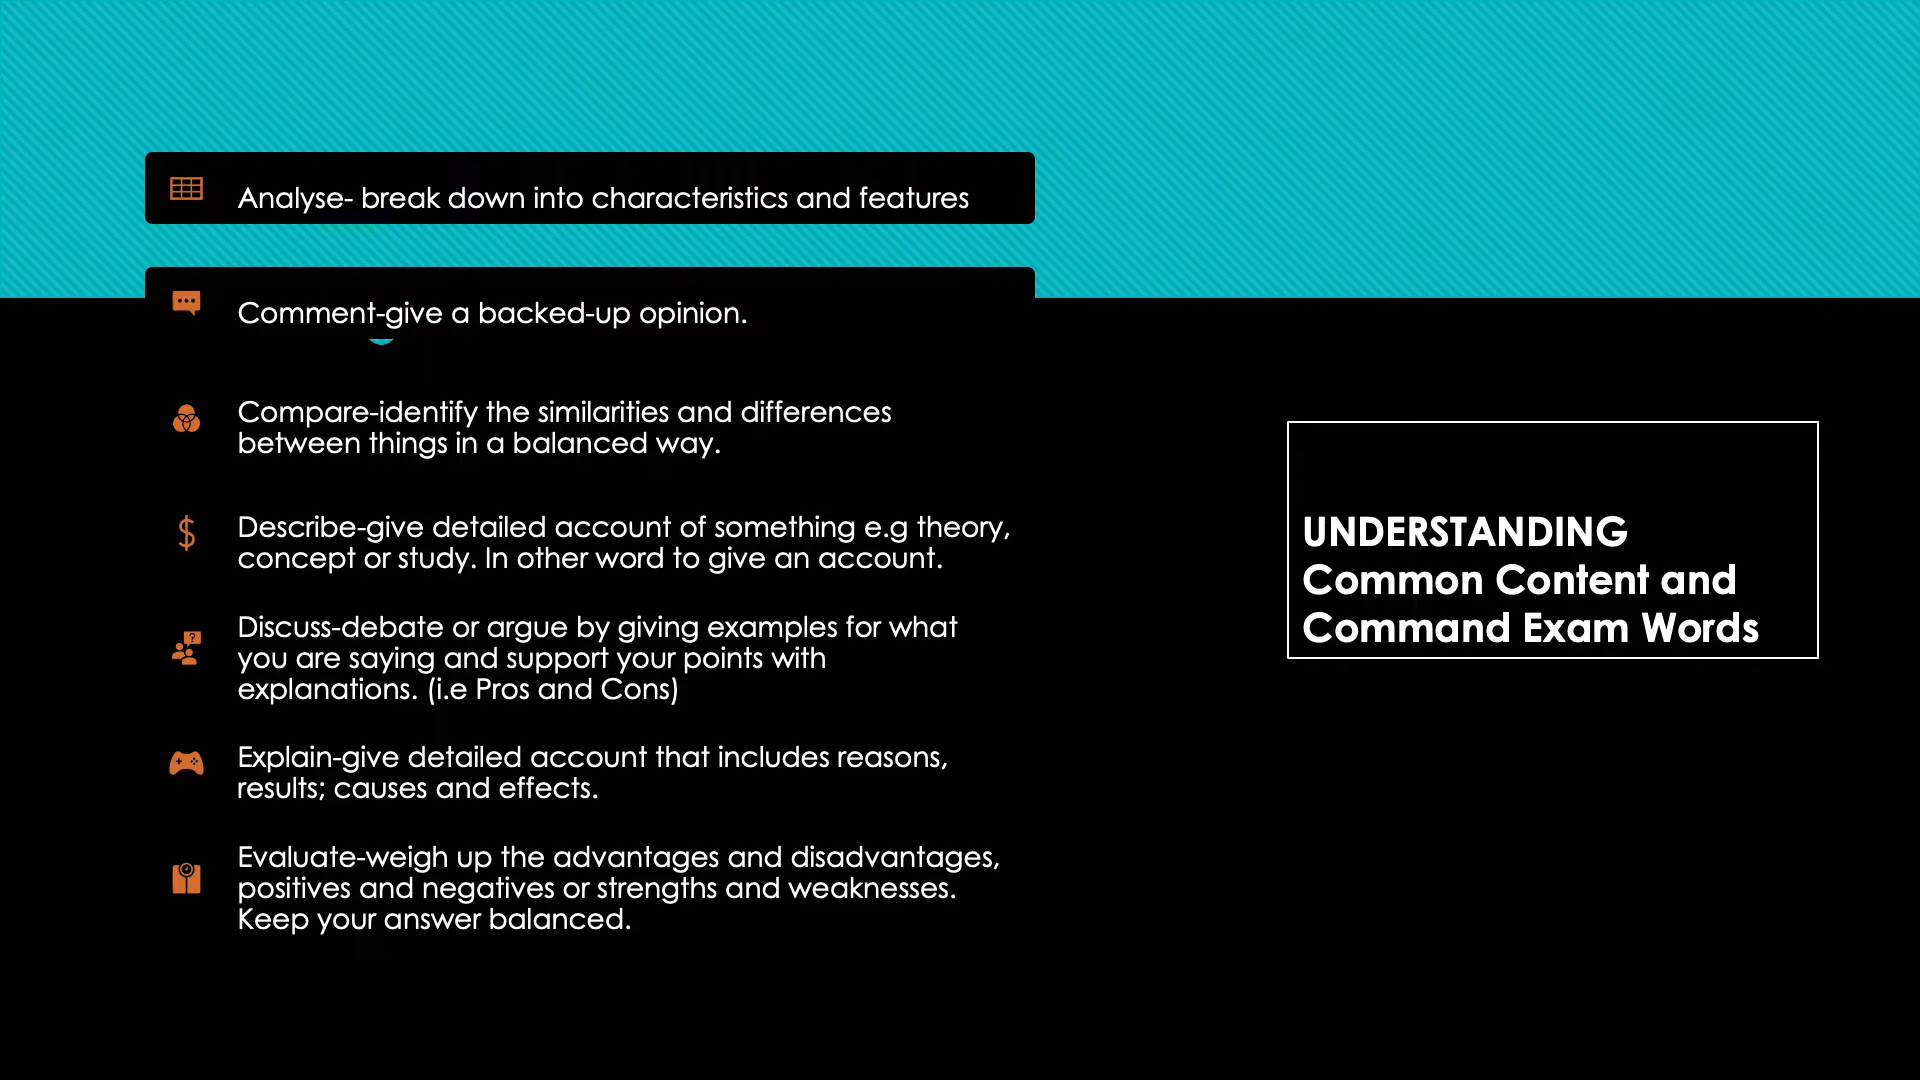 Analyse- break down into characteristics and features
Comment-give a backed-up opinion.
Compare-identify the similarities and differences
between things in a balanced way.
Describe-give detailed account of something e.g theory,
concept or study. In other word to give an account.
Discuss-debate or argue by giving examples for what
you are saying and support your points with
explanations. (i.e Pros and Cons)
Explain-give detailed account that includes reasons,
results; causes and effects.
Evaluate-weigh up the advantages and disadvantages,
positives and negatives or strengths and weaknesses.
Keep your answer balanced.
UNDERSTANDING
Common Content and
Command Exam Words